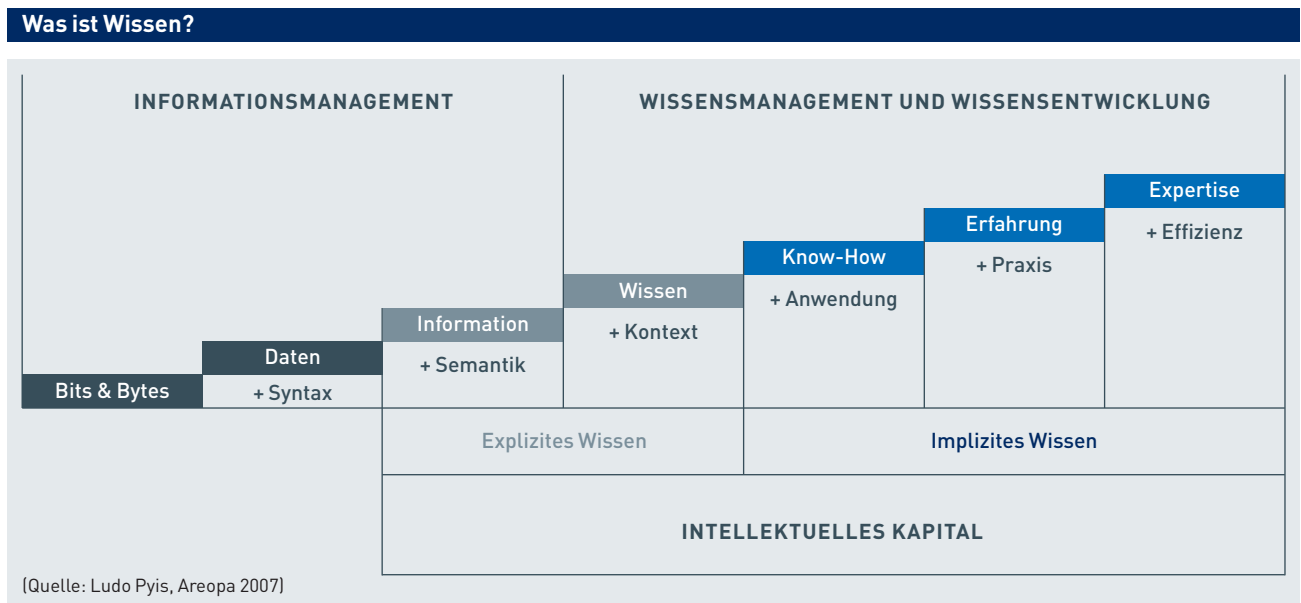 Was ist Wissen?
INFORMATIONSMANAGEMENT
WISSENSMANAGEMENT UND WISSENSENTWICKLUNG
Bits & Bytes
Daten
+ Syntax
Information
+ Semantik
Wissen
+ Kontext
Know-How
+ Anwendung
Erfahrung
+ Praxis
Expertise
+ Effizienz
Explizites Wissen
Implizites Wissen
INTELLEKTUELLES KAPITAL
(Quelle: Ludo Pyis, Areopa 2007)